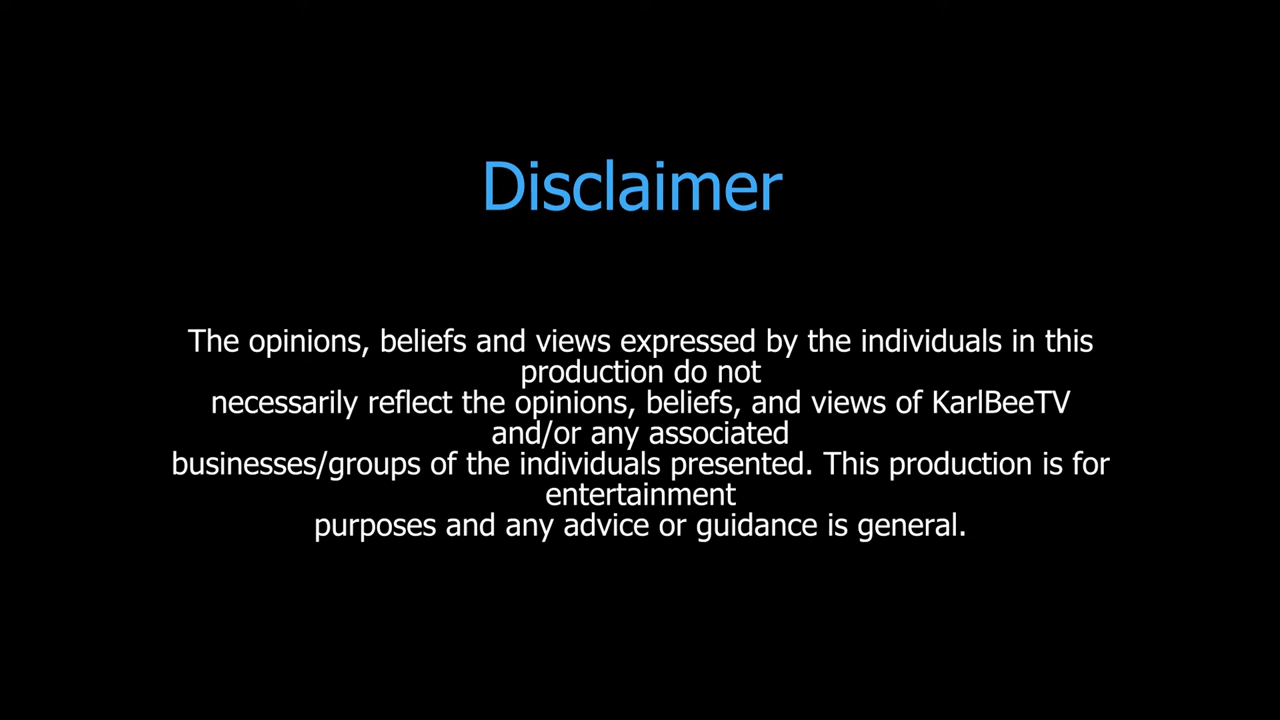 Disclaimer
The opinions, beliefs and views expressed by the individuals in this
production do not
necessarily reflect the opinions, beliefs, and views of KarlBeeTV
and/or any associated
businesses/groups of the individuals presented. This production is for
entertainment
purposes and any advice or guidance is general.